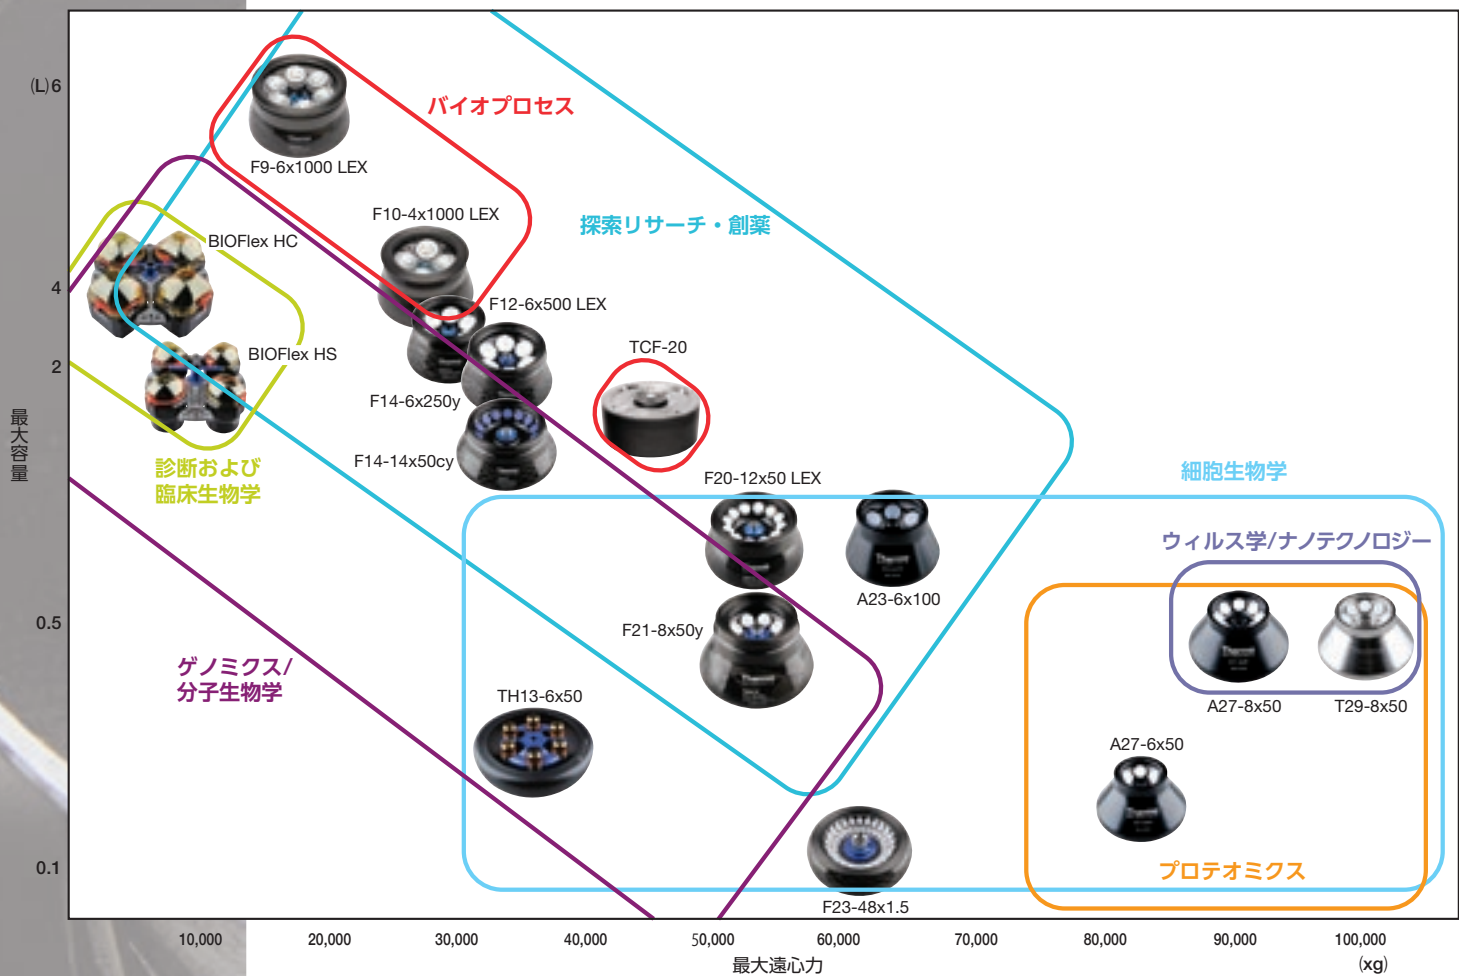 (L) 6
バイオプロセス
F9-6x1000 LEX
F10-4x1000 LEX
探索リサーチ・創薬
BIOFlex HC
4
F12-6x500 LEX
TCF-20
BIOFlex HS
2
F14-6x250y
最大容量
F14-14x50cy
診断および
臨床生物学
F20-12x50 LEX
細胞生物学
ウィルス学/ナノテクノロジー
A23-6x100
0.5
F21-8x50y
ゲノミクス/
分子生物学
TH13-6x50
A27-8x50
T29-8x50
A27-6x50
0.1
プロテオミクス
F23-48x1.5
10,000 20,000 30,000 40,000 50,000 60,000 70,000 80,000 90,000 100,000
最大遠心力
(xg)